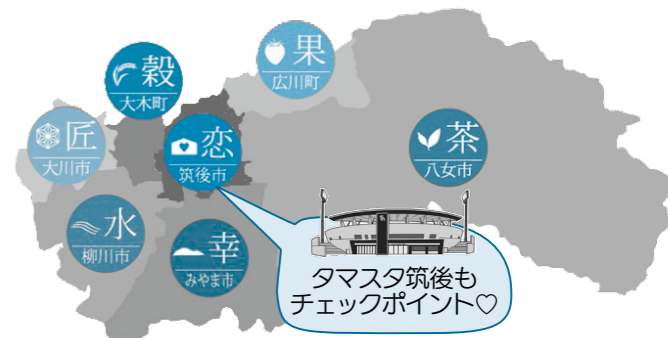 果
広川町
穀
大木町
匠
大川市
恋
筑後市
茶
八女市
水
柳川市
幸
みやま市
タマスタ筑後も
チェックポイント♡